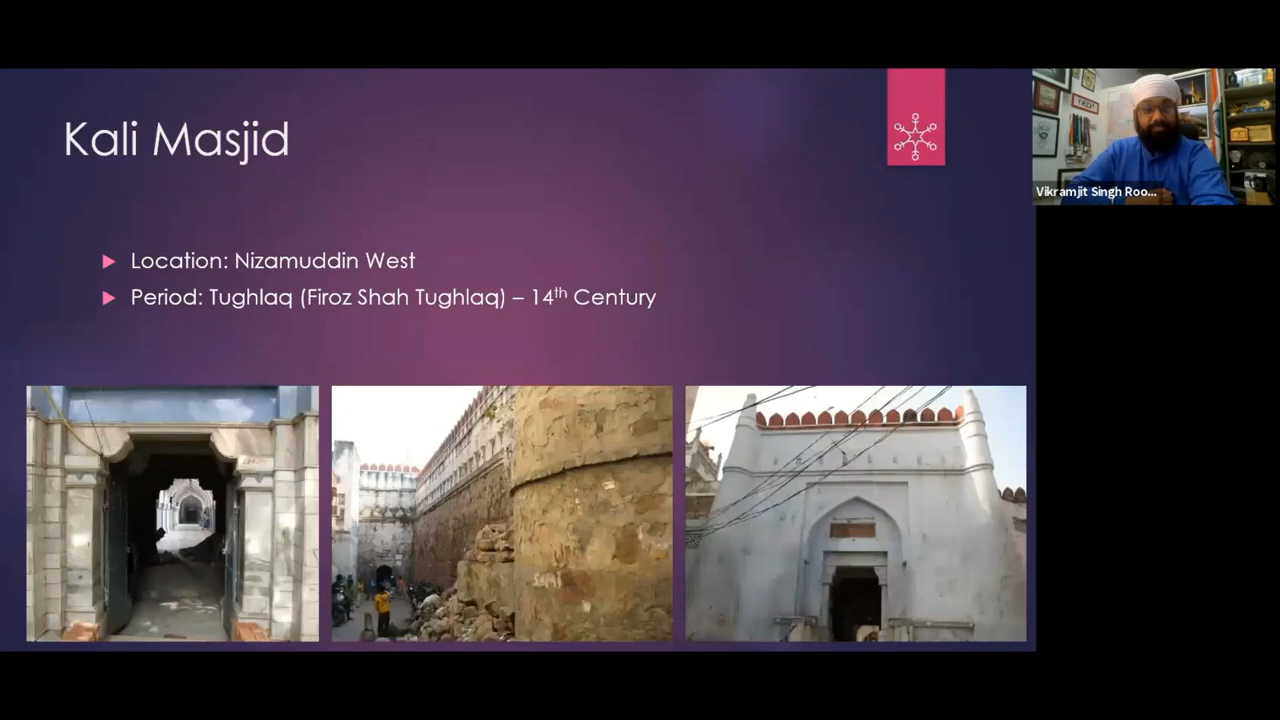 Kali Masjid
Location: Nizamuddin West
Period: Tughlaq (Firoz Shah Tughlaq) – 14th Century
Vikramjit Singh Roo...